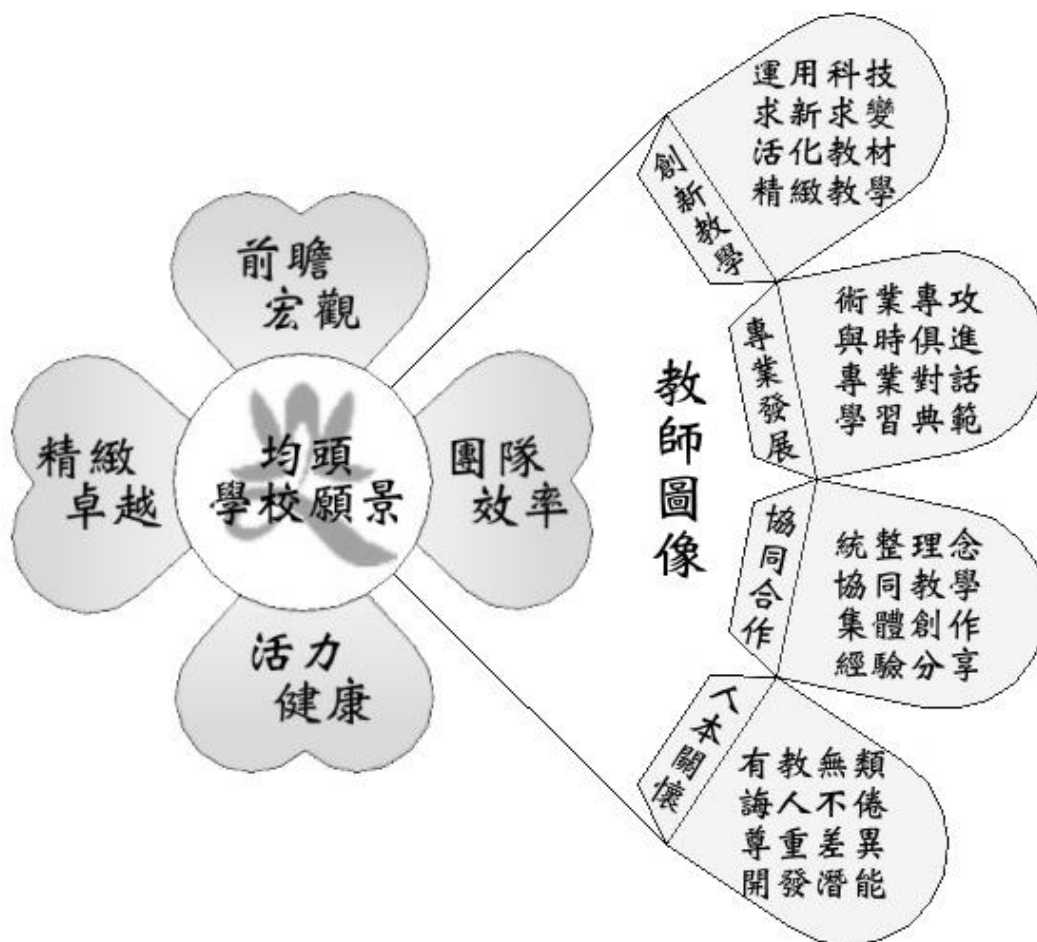 前瞻
宏觀
精緻
卓越
均頭
學校願景
團隊
效率
活力
健康
教師圖像
創新教學
運用科技
求新求變
活化教材
精緻教學
專業發展
術業專攻
與時俱進
專業對話
學習典範
協同合作
統整理念
協同教學
集體創作
經驗分享
人本關懷
有教無類
誨人不倦
尊重差異
開發潛能